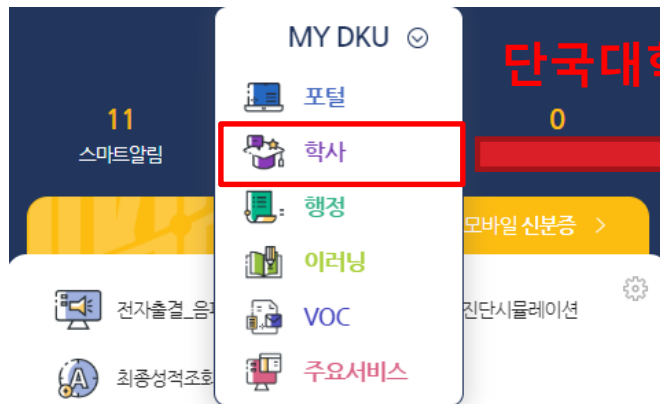 MY DKU
단국대학
11
스마트알림
0
포털
학사
행정
이러닝
VOC
주요서비스
모바일 신분증 >
전자출결_음파
진단시뮬레이션
최종성적조회